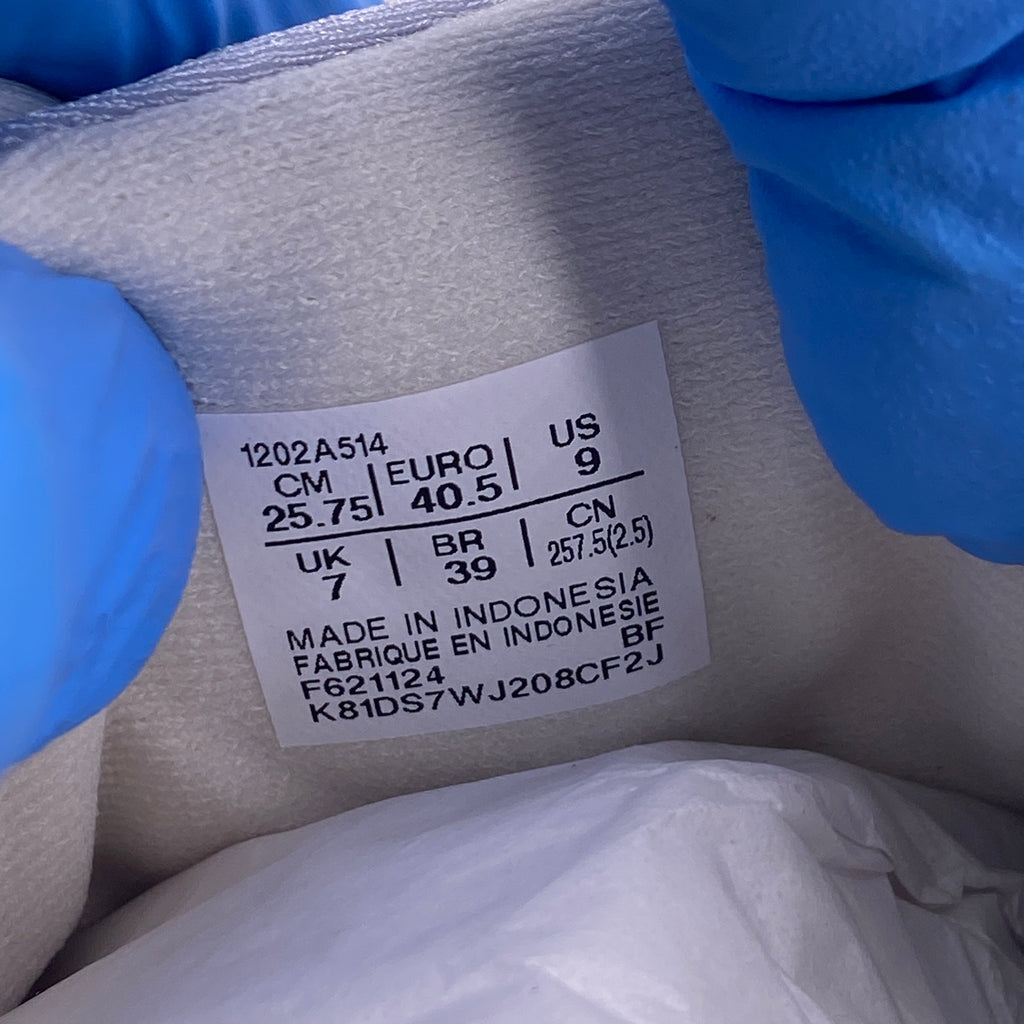 1202A514
CM | EURO | US
25.75 | 40.5 | 9
UK | BR | CN
7 | 39 | 257.5(2.5)
MADE IN INDONESIA
FABRIQUE EN INDONESIE
F621124 BF
K81DS7WJ208CF2J